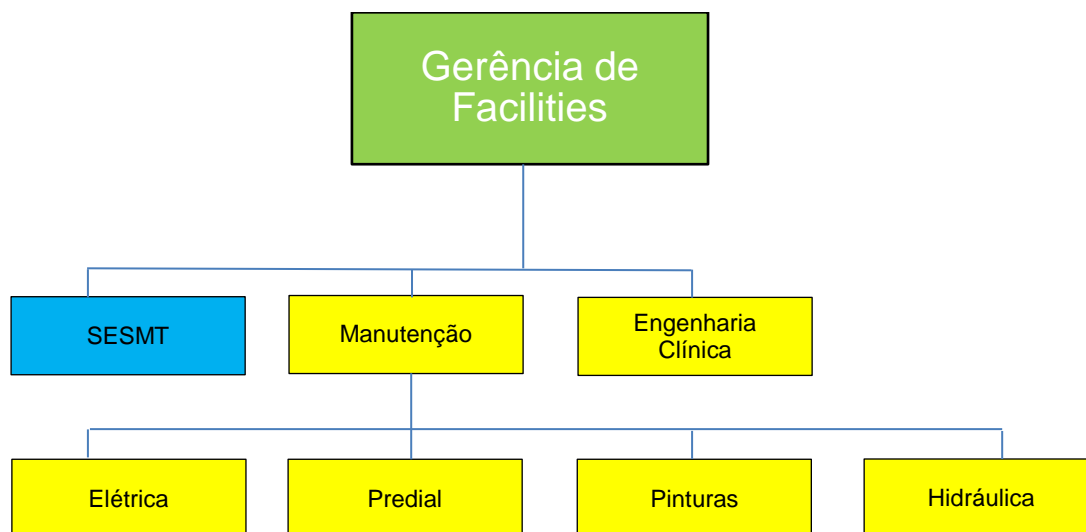 Gerência de
Facilities
SESMT
Manutenção
Engenharia
Clínica
Elétrica
Predial
Pinturas
Hidráulica